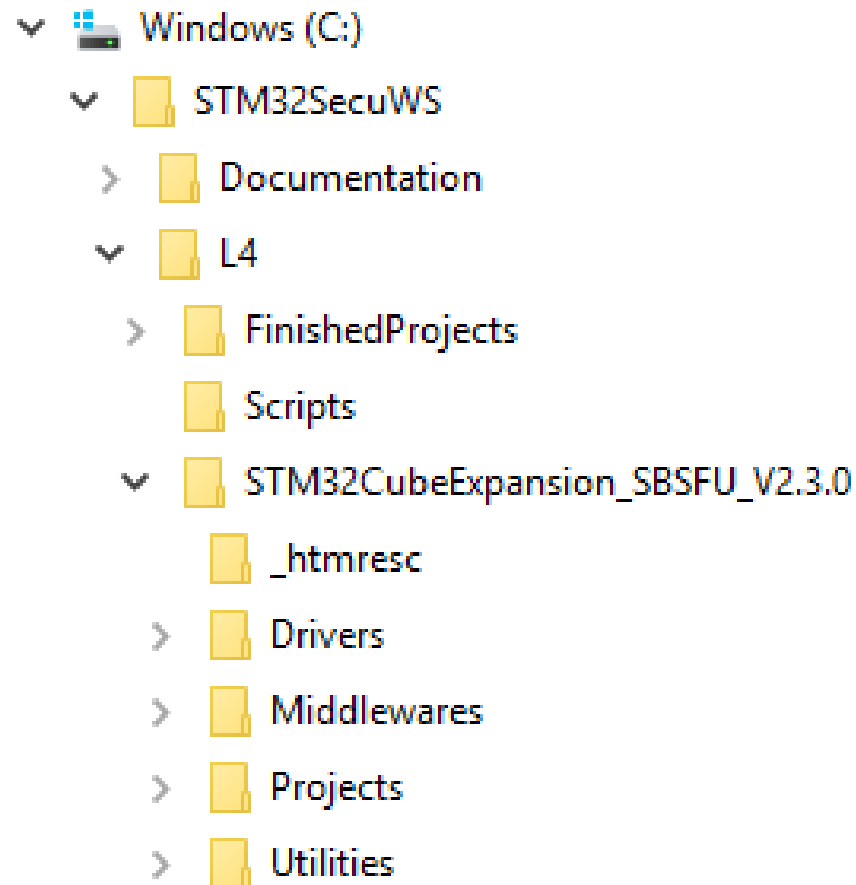 Windows (C:)
STM32SecuWS
Documentation
L4
FinishedProjects
Scripts
STM32CubeExpansion_SBSFU_V2.3.0
_htmresc
Drivers
Middlewares
Projects
Utilities